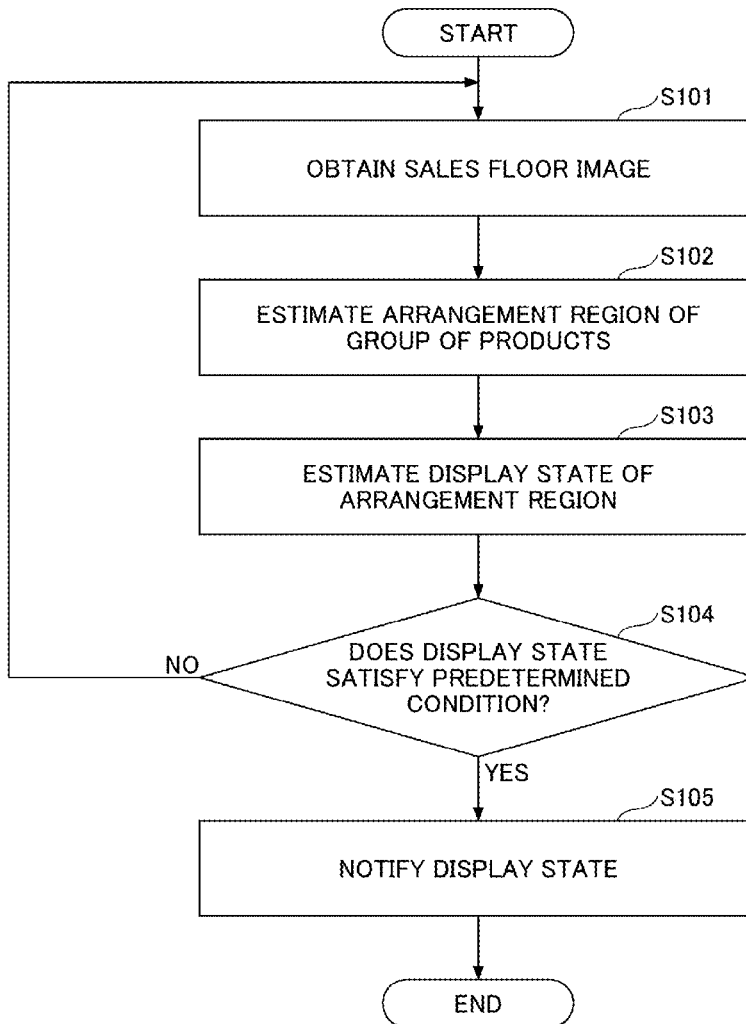 START
S101
OBTAIN SALES FLOOR IMAGE
S102
ESTIMATE ARRANGEMENT REGION OF
GROUP OF PRODUCTS
S103
ESTIMATE DISPLAY STATE OF
ARRANGEMENT REGION
S104
DOES DISPLAY STATE
SATISFY PREDETERMINED
CONDITION?
NO
YES
S105
NOTIFY DISPLAY STATE
END